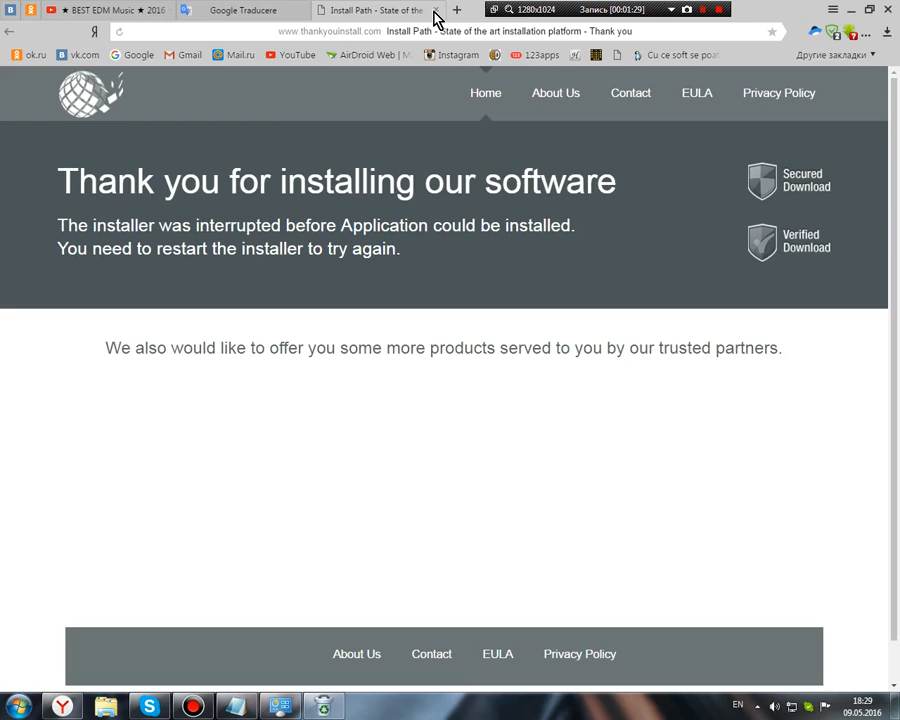 ★ BEST EDM Music ★ 2016
Google Traducere
Install Path - State of the
1280x1024
Запись [00:01:29]
Я
www.thankyouinstall.com Install Path - State of the art installation platform - Thank you
ok.ru
vk.com
Google
Gmail
Mail.ru
YouTube
AirDroid Web | M
Instagram
123apps
Cu ce soft se poat
Другие закладки
Home
About Us
Contact
EULA
Privacy Policy
Thank you for installing our software
The installer was interrupted before Application could be installed.
You need to restart the installer to try again.
Secured
Download
Verified
Download
We also would like to offer you some more products served to you by our trusted partners.
About Us
Contact
EULA
Privacy Policy
EN
18:29
09.05.2016